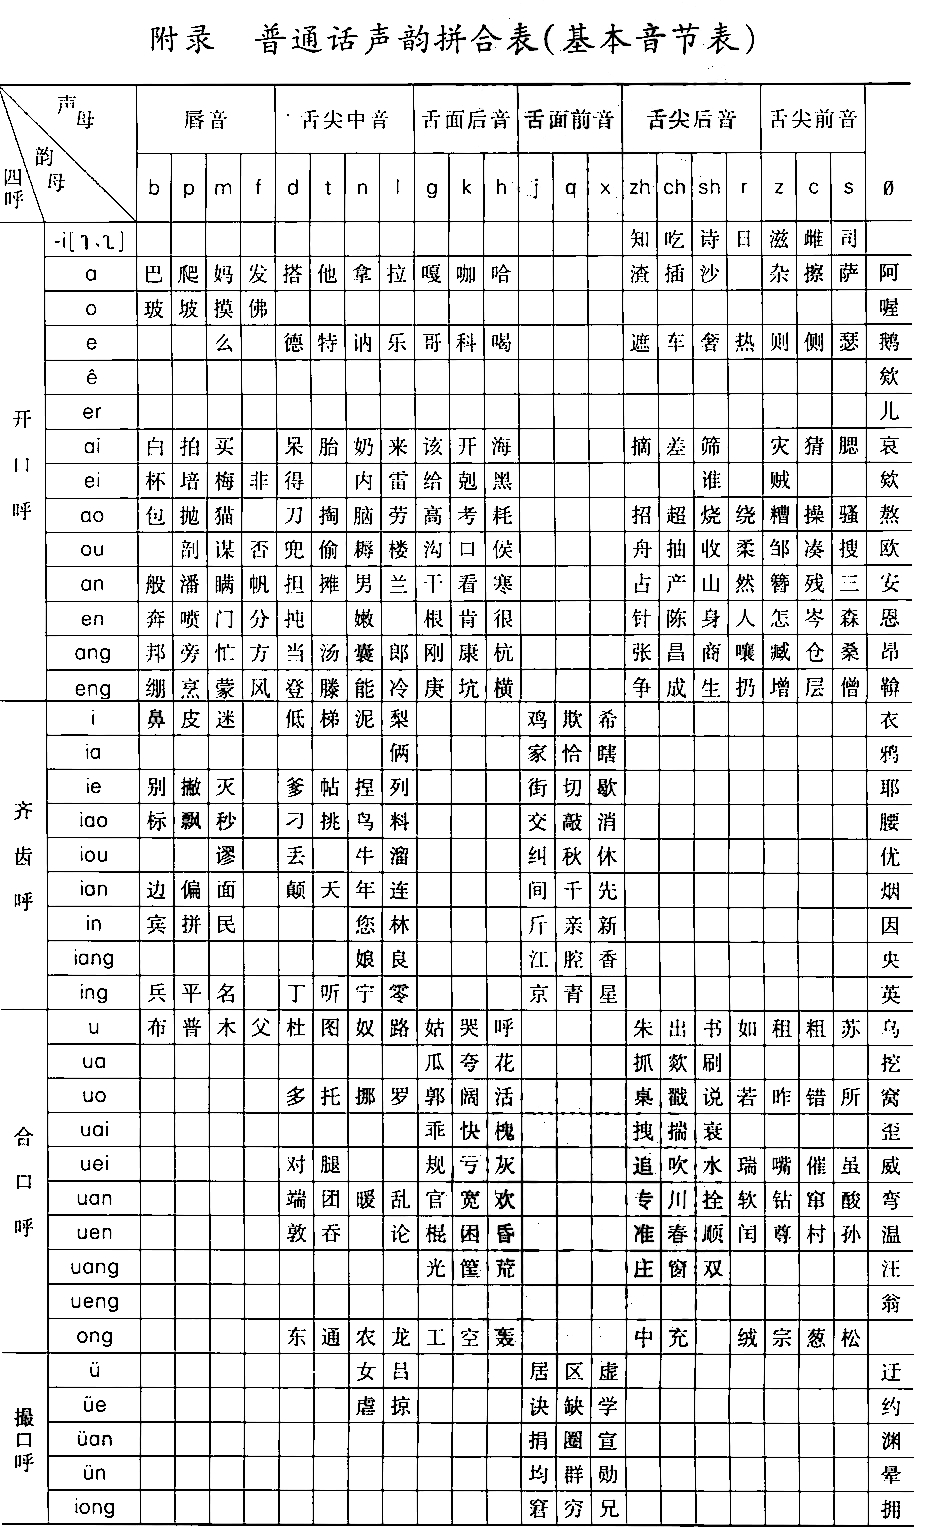 附录 普通话声韵拼合表(基本音节表)
声母 唇音 舌尖中音 舌面后音 舌面前音 舌尖后音 舌尖前音
四呼 韵母 b p m f d t n l g k h j q x zh ch sh r z c s ø
-i[ɿ、ʅ] 知 吃 诗 日 滋 雌 司
a 巴 爬 妈 发 搭 他 拿 拉 嘎 咖 哈 渣 插 沙 杂 擦 萨 阿
o 玻 坡 摸 佛 喔
e 么 德 特 讷 乐 哥 科 喝 遮 车 奢 热 则 侧 瑟 鹅
ê 欸
er 儿
开口呼
ai 白 拍 买 呆 胎 奶 来 该 开 海 摘 差 筛 灾 猜 腮 哀
ei 杯 培 梅 非 得 内 雷 给 剋 黑 谁 贼 欸
ao 包 抛 猫 刀 掏 脑 劳 高 考 耗 招 超 烧 绕 糟 操 骚 熬
ou 剖 谋 否 兜 偷 耨 楼 沟 口 侯 舟 抽 收 柔 邹 凑 搜 欧
an 般 潘 瞒 帆 担 摊 男 兰 干 看 寒 占 产 山 然 簪 残 三 安
en 奔 喷 门 分 扽 嫩 根 肯 很 针 陈 身 人 怎 岑 森 恩
ang 邦 旁 忙 方 当 汤 囊 郎 刚 康 杭 张 昌 商 嚷 臧 仓 桑 昂
eng 绷 烹 蒙 风 登 滕 能 冷 庚 坑 横 争 成 生 扔 增 层 僧 鞥
i 鼻 皮 迷 低 梯 泥 梨 鸡 欺 希 衣
ia 俩 家 恰 瞎 鸦
ie 别 撇 灭 爹 帖 捏 列 街 切 歇 耶
齐齿呼
iao 标 飘 秒 刁 挑 鸟 料 交 敲 消 腰
iou 谬 丢 牛 溜 纠 秋 休 优
ian 边 偏 面 颠 天 年 连 间 千 先 烟
in 宾 拼 民 您 林 斤 亲 新 因
iang 娘 良 江 腔 香 央
ing 兵 平 名 丁 听 宁 零 京 青 星 英
u 布 普 木 父 杜 图 奴 路 姑 哭 呼 朱 出 书 如 租 粗 苏 乌
ua 瓜 夸 花 抓 欻 刷 挖
uo 多 托 挪 罗 郭 阔 活 桌 戳 说 若 昨 错 所 窝
合口呼
uai 乖 快 槐 拽 揣 衰 歪
uei 对 腿 规 亏 灰 追 吹 水 瑞 嘴 催 虽 威
uan 端 团 暖 乱 官 宽 欢 专 川 拴 软 钻 窜 酸 弯
uen 敦 吞 论 棍 困 昏 准 春 顺 闰 尊 村 孙 温
uang 光 筐 荒 庄 窗 双 汪
ueng 翁
ong 东 通 农 龙 工 空 轰 中 充 绒 宗 葱 松
ü 女 吕 居 区 虚 迂
üe 虐 掠 决 缺 学 约
撮口呼
üan 捐 圈 宣 渊
ün 均 群 勋 晕
iong 窘 穷 兄 拥